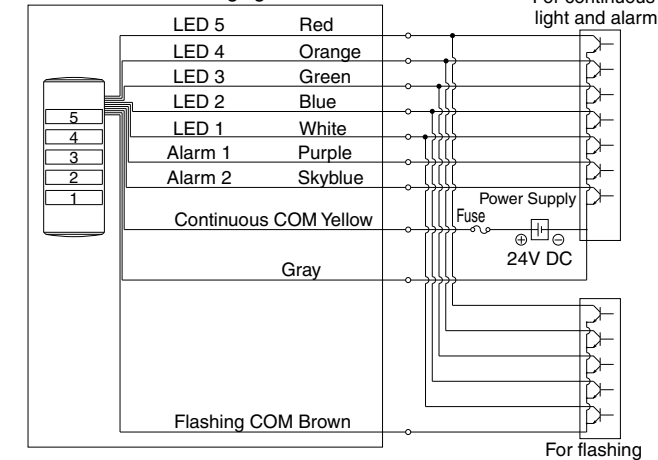 For continuous
light and alarm
LED 5 Red
LED 4 Orange
LED 3 Green
LED 2 Blue
LED 1 White
Alarm 1 Purple
Alarm 2 Skyblue
5
4
3
2
1
Continuous COM Yellow
Fuse
Power Supply
⊕ ⊖
24V DC
Gray
Flashing COM Brown
For flashing